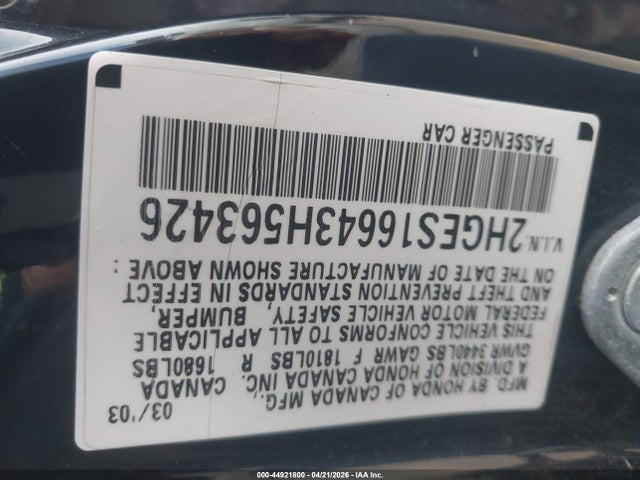 MFD. BY HONDA OF CANADA MFG., CANADA 03/'03
A DIVISION OF HONDA CANADA INC.
GVWR 3440LBS GAWR F 1810LBS R 1680LBS
THIS VEHICLE CONFORMS TO ALL APPLICABLE
FEDERAL MOTOR VEHICLE SAFETY, BUMPER,
AND THEFT PREVENTION STANDARDS IN EFFECT
ON THE DATE OF MANUFACTURE SHOWN ABOVE:
V.I.N. 2HGES16643H563426
PASSENGER CAR
000-44921800 - 04/21/2026 - IAA Inc.